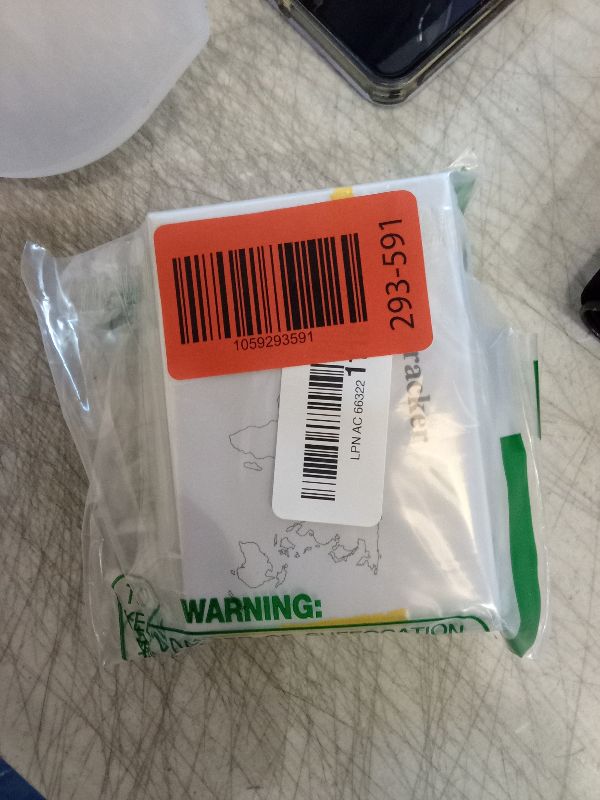 1059293591
293-591
LPN AC 66322
racker
WARNING: